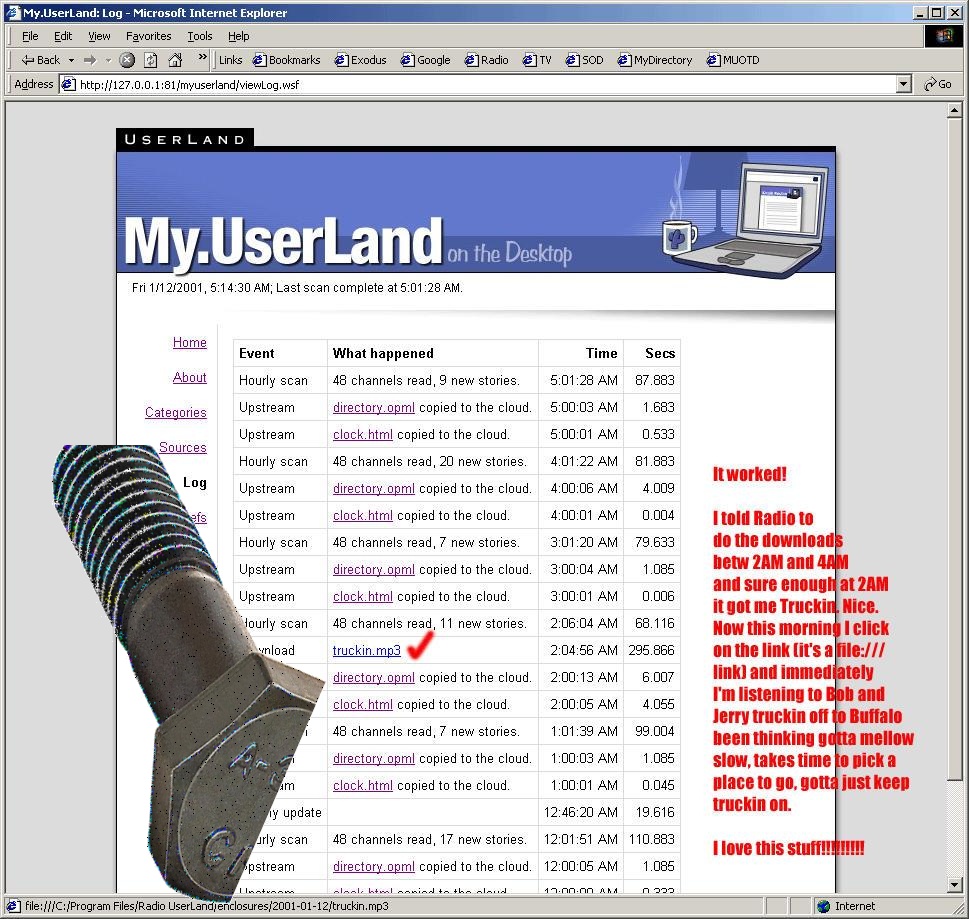 My.UserLand: Log - Microsoft Internet Explorer
File Edit View Favorites Tools Help
Back » Links Bookmarks Exodus Google Radio TV SOD MyDirectory MUOTD
Address http://127.0.0.1:81/myuserland/viewLog.wsf Go
USERLAND
My.UserLand on the Desktop
Fri 1/12/2001, 5:14:30 AM; Last scan complete at 5:01:28 AM.
Home
About
Categories
Sources
Log
efs
Event What happened Time Secs
Hourly scan 48 channels read, 9 new stories. 5:01:28 AM 87.883
Upstream directory.opml copied to the cloud. 5:00:03 AM 1.683
Upstream clock.html copied to the cloud. 5:00:01 AM 0.533
Hourly scan 48 channels read, 20 new stories. 4:01:22 AM 81.883
Upstream directory.opml copied to the cloud. 4:00:06 AM 4.009
Upstream clock.html copied to the cloud. 4:00:01 AM 0.004
Hourly scan 48 channels read, 7 new stories. 3:01:20 AM 79.633
Upstream directory.opml copied to the cloud. 3:00:04 AM 1.085
Upstream clock.html copied to the cloud. 3:00:01 AM 0.006
ourly scan 48 channels read, 11 new stories. 2:06:04 AM 68.116
nload truckin.mp3 2:04:56 AM 295.866
directory.opml copied to the cloud. 2:00:13 AM 6.007
clock.html copied to the cloud. 2:00:05 AM 4.055
48 channels read, 7 new stories. 1:01:39 AM 99.004
directory.opml copied to the cloud. 1:00:03 AM 1.085
am clock.html copied to the cloud. 1:00:01 AM 0.045
y update 12:46:20 AM 19.616
rly scan 48 channels read, 17 new stories. 12:01:51 AM 110.883
pstream directory.opml copied to the cloud. 12:00:05 AM 1.085
Upstream clock.html copied to the cloud. 12:00:00 AM 0.333
It worked!
I told Radio to
do the downloads
betw 2AM and 4AM
and sure enough at 2AM
it got me Truckin. Nice.
Now this morning I click
on the link (it's a file:///
link) and immediately
I'm listening to Bob and
Jerry truckin off to Buffalo
been thinking gotta mellow
slow, takes time to pick a
place to go, gotta just keep
truckin on.
I love this stuff!!!!!!!!!!
file:///C:/Program Files/Radio UserLand/enclosures/2001-01-12/truckin.mp3 Internet